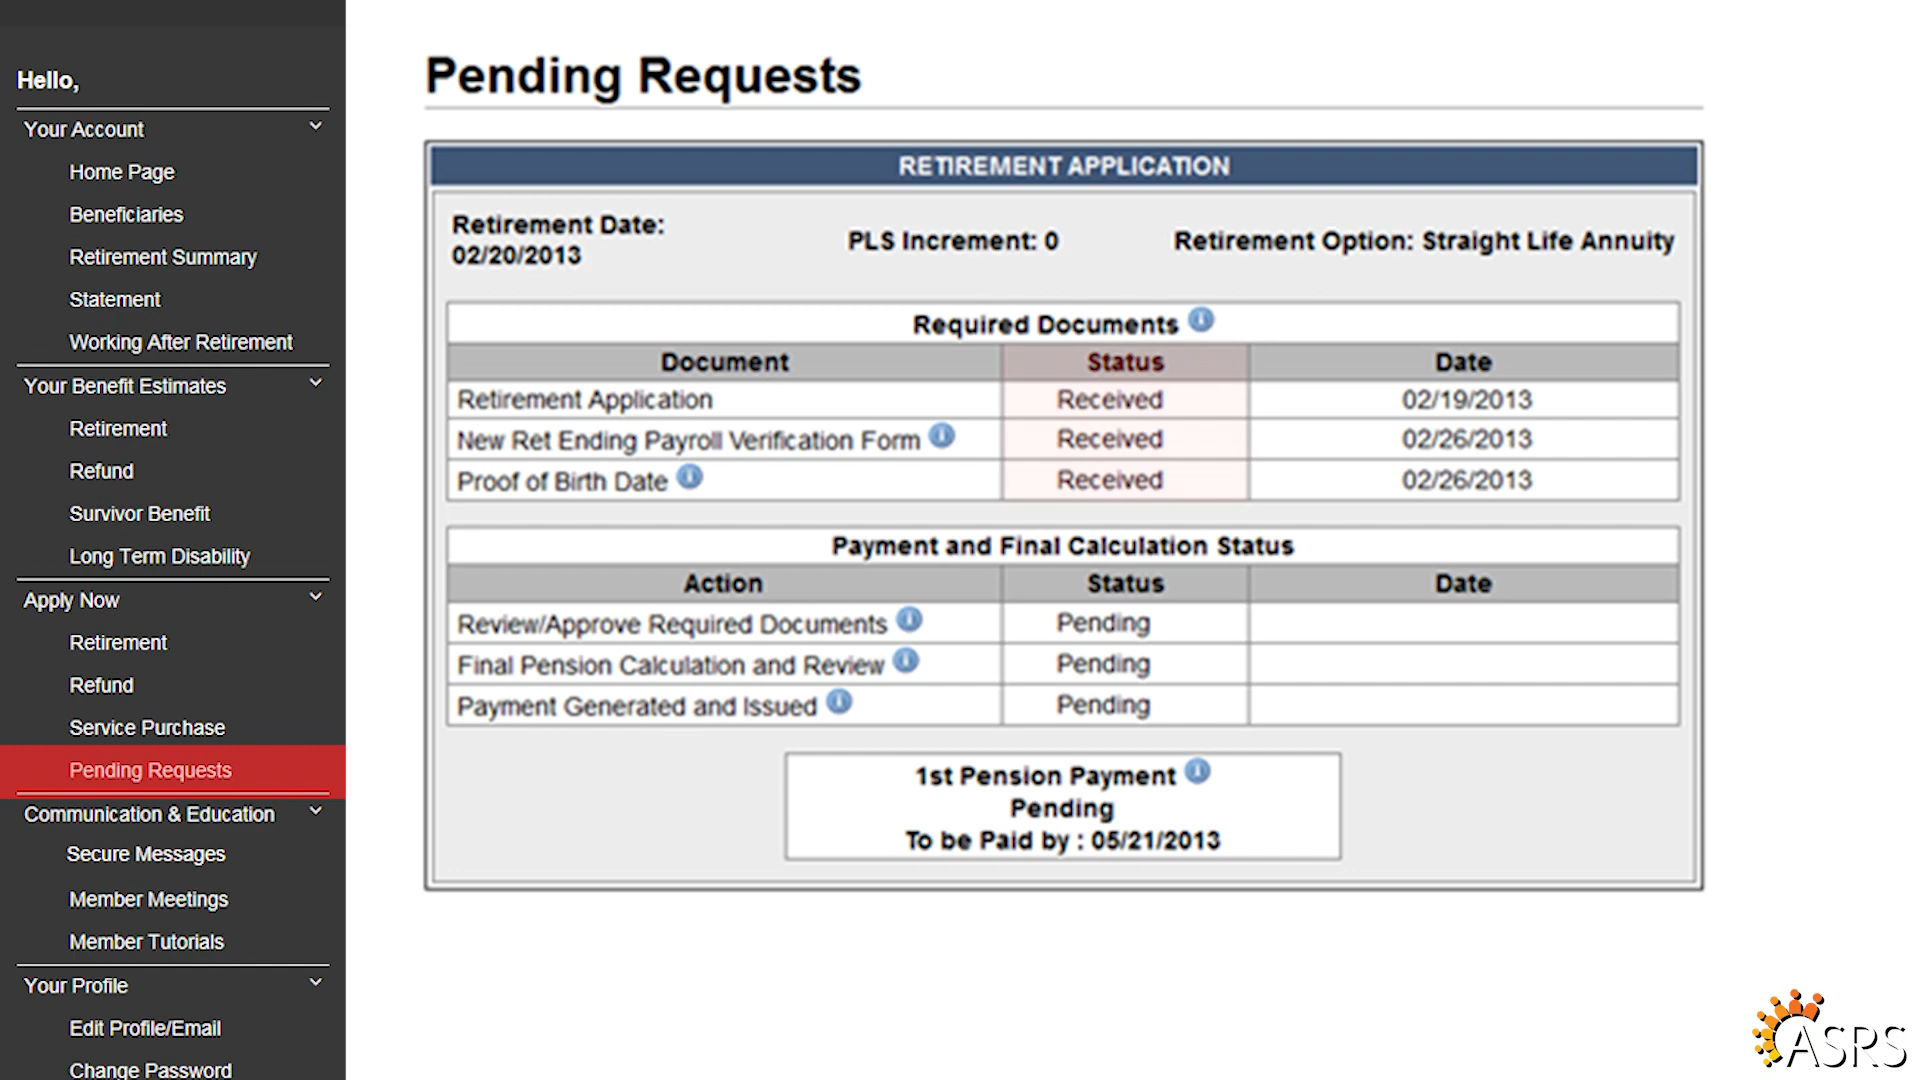 Hello,
Your Account
Home Page
Beneficiaries
Retirement Summary
Statement
Working After Retirement
Your Benefit Estimates
Retirement
Refund
Survivor Benefit
Long Term Disability
Apply Now
Retirement
Refund
Service Purchase
Pending Requests
Communication & Education
Secure Messages
Member Meetings
Member Tutorials
Your Profile
Edit Profile/Email
Change Password
Pending Requests
RETIREMENT APPLICATION
Retirement Date:
02/20/2013
PLS Increment: 0
Retirement Option: Straight Life Annuity
Required Documents
Document Status Date
Retirement Application Received 02/19/2013
New Ret Ending Payroll Verification Form Received 02/26/2013
Proof of Birth Date Received 02/26/2013
Payment and Final Calculation Status
Action Status Date
Review/Approve Required Documents Pending
Final Pension Calculation and Review Pending
Payment Generated and Issued Pending
1st Pension Payment
Pending
To be Paid by : 05/21/2013
ASRS